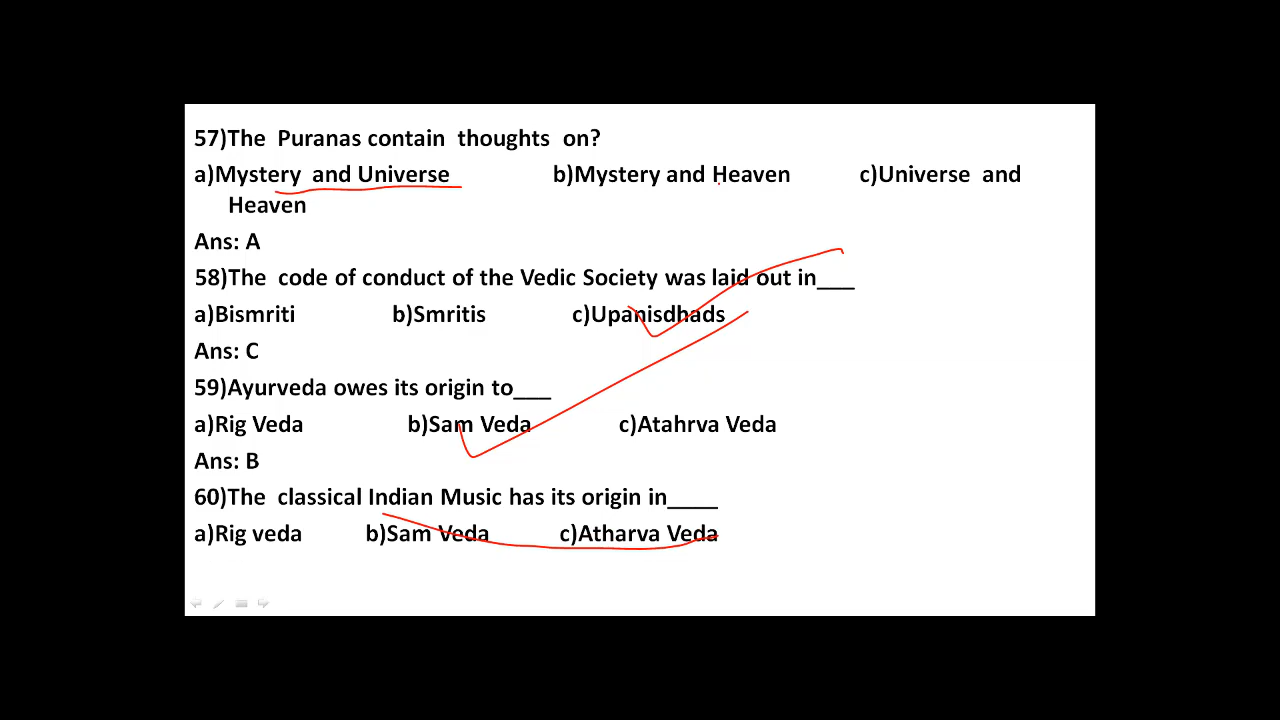 57)The Puranas contain thoughts on?
a)Mystery and Universe b)Mystery and Heaven c)Universe and
Heaven
Ans: A
58)The code of conduct of the Vedic Society was laid out in___
a)Bismriti b)Smritis c)Upanisdhads
Ans: C
59)Ayurveda owes its origin to___
a)Rig Veda b)Sam Veda c)Atahrva Veda
Ans: B
60)The classical Indian Music has its origin in____
a)Rig veda b)Sam Veda c)Atharva Veda